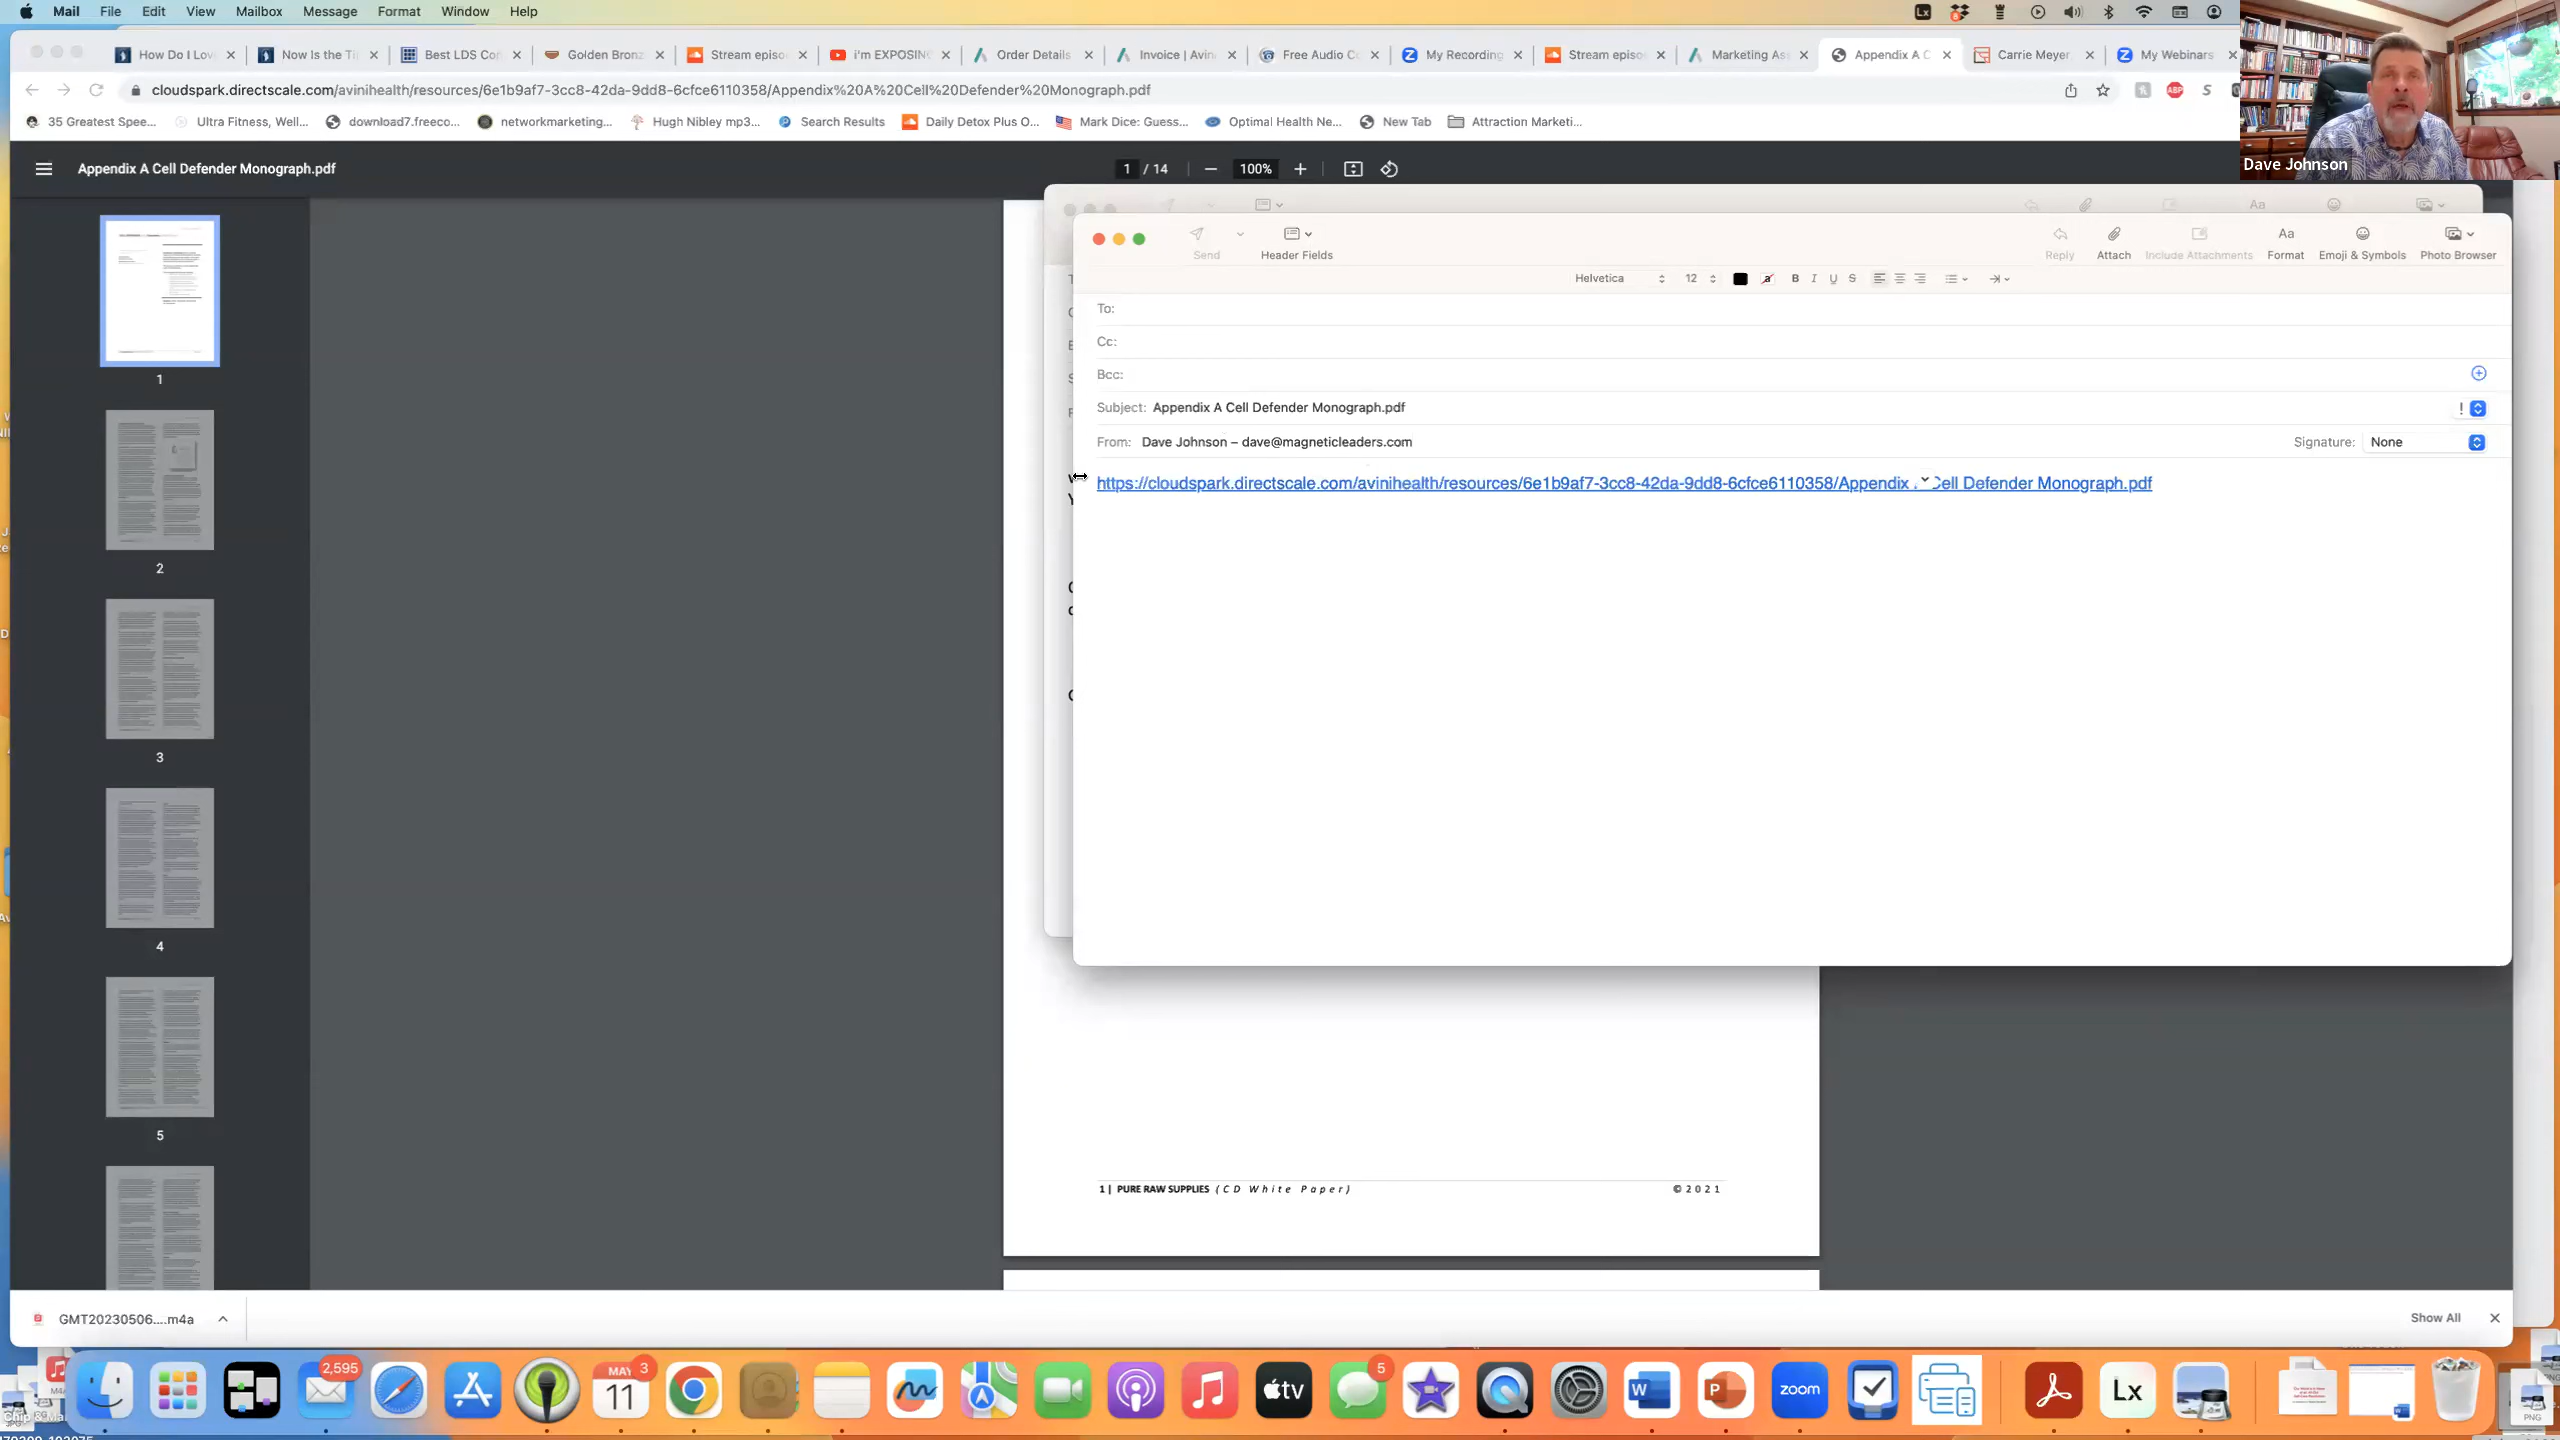 Mail File Edit View Mailbox Message Format Window Help
Dave Johnson
How Do I Lov
Now Is the Ti
Best LDS Con
Golden Bronz
Stream episo
i'm EXPOSING
Order Details
Invoice | Avin
Free Audio Co
My Recording
Stream episo
Marketing Ass
Appendix A C
Carrie Meyer
My Webinars
cloudspark.directscale.com/avinihealth/resources/6e1b9af7-3cc8-42da-9dd8-6cfce6110358/Appendix%20A%20Cell%20Defender%20Monograph.pdf
35 Greatest Spee...
Ultra Fitness, Well...
download7.freeco...
networkmarketing...
Hugh Nibley mp3...
Search Results
Daily Detox Plus O...
Mark Dice: Guess...
Optimal Health Ne...
New Tab
Attraction Marketi...
Appendix A Cell Defender Monograph.pdf
1 / 14
100%
Send
Header Fields
Reply
Attach
Include Attachments
Format
Emoji & Symbols
Photo Browser
Helvetica
12
B I U S
To:
Cc:
Bcc:
Subject: Appendix A Cell Defender Monograph.pdf
From: Dave Johnson – dave@magneticleaders.com
Signature: None
https://cloudspark.directscale.com/avinihealth/resources/6e1b9af7-3cc8-42da-9dd8-6cfce6110358/Appendix Cell Defender Monograph.pdf
1
2
3
4
5
1 | PURE RAW SUPPLIES (CD White Paper)
©2021
GMT20230506....m4a
Show All
2,595
MAY
11
3
tv
5
W
P
zoom
Lx